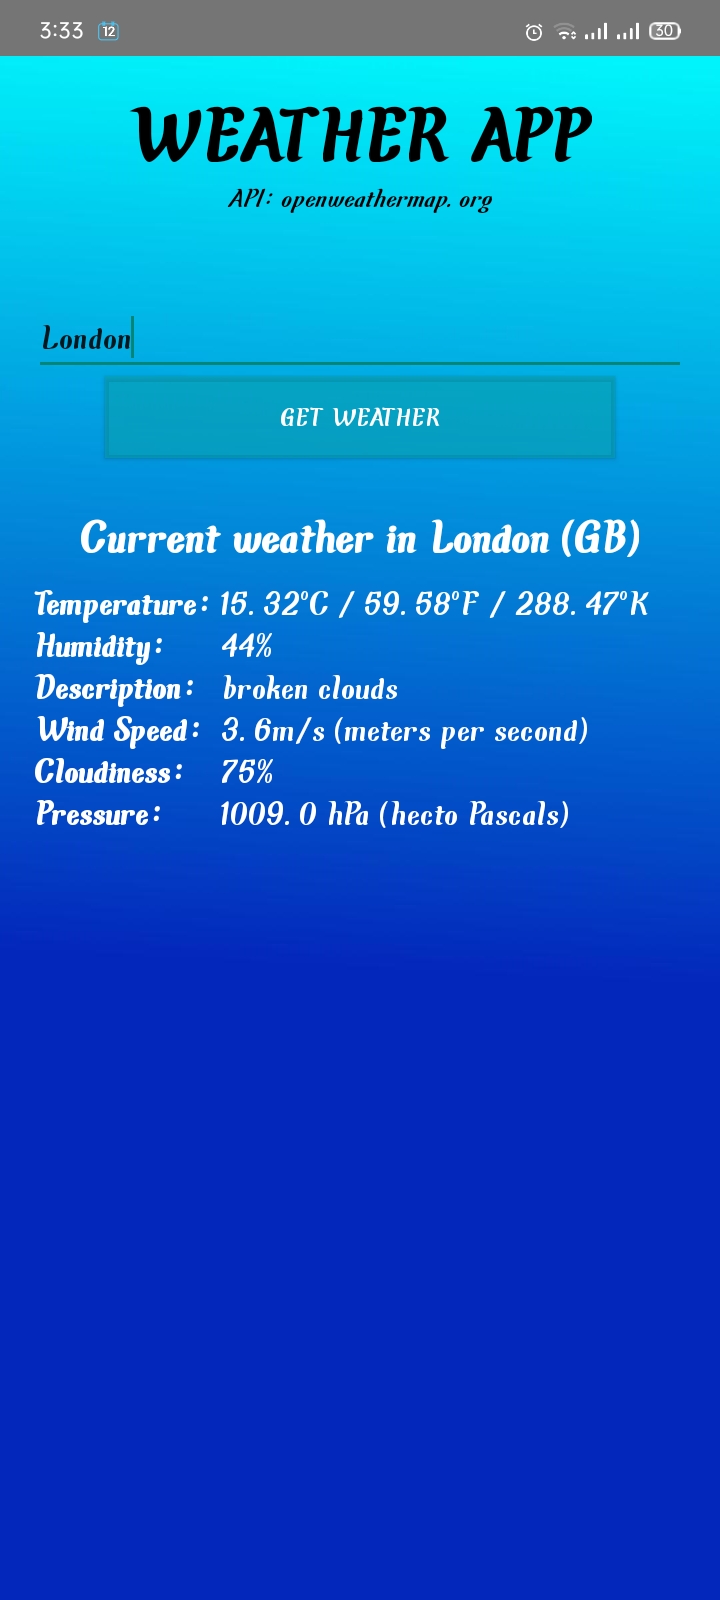 3:33 12 30
WEATHER APP
API: openweathermap. org
London
GET WEATHER
Current weather in London (GB)
Temperature: 15. 32°C / 59. 58°F / 288. 47°K
Humidity: 44%
Description: broken clouds
Wind Speed: 3. 6m/s (meters per second)
Cloudiness: 75%
Pressure: 1009. 0 hPa (hecto Pascals)